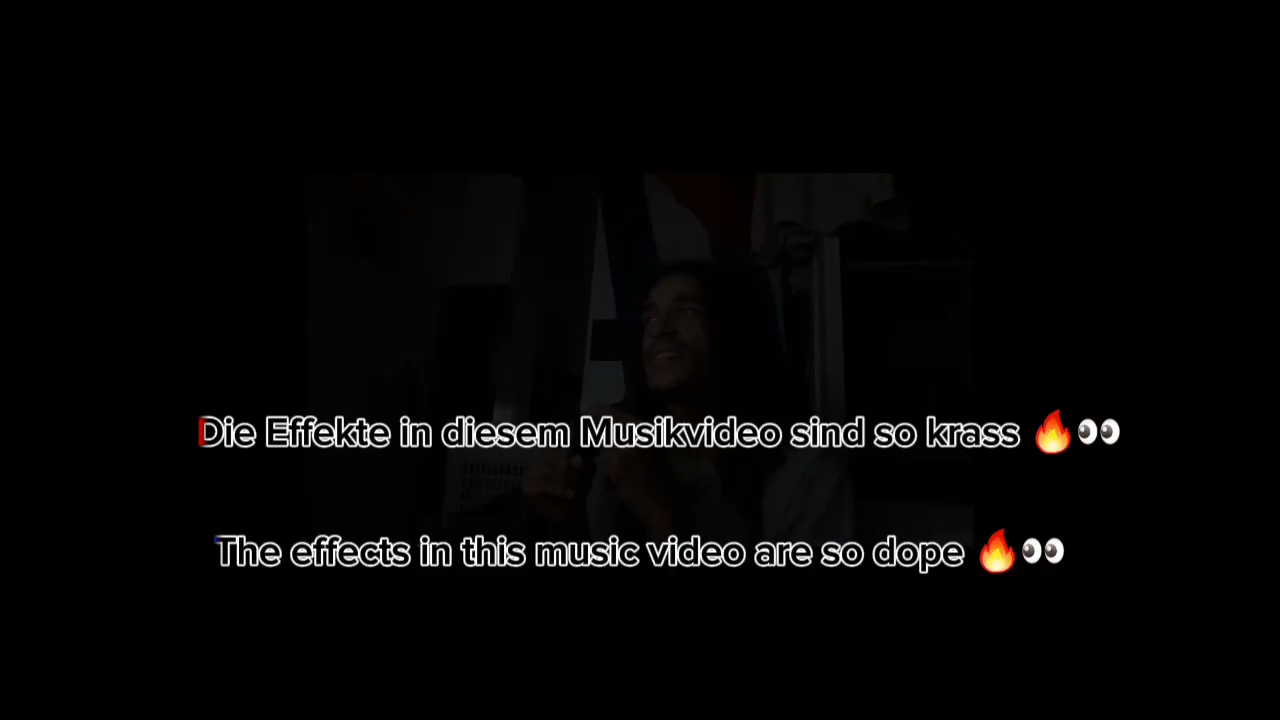 Die Effekte in diesem Musikvideo sind so krass 🔥👀
The effects in this music video are so dope 🔥👀